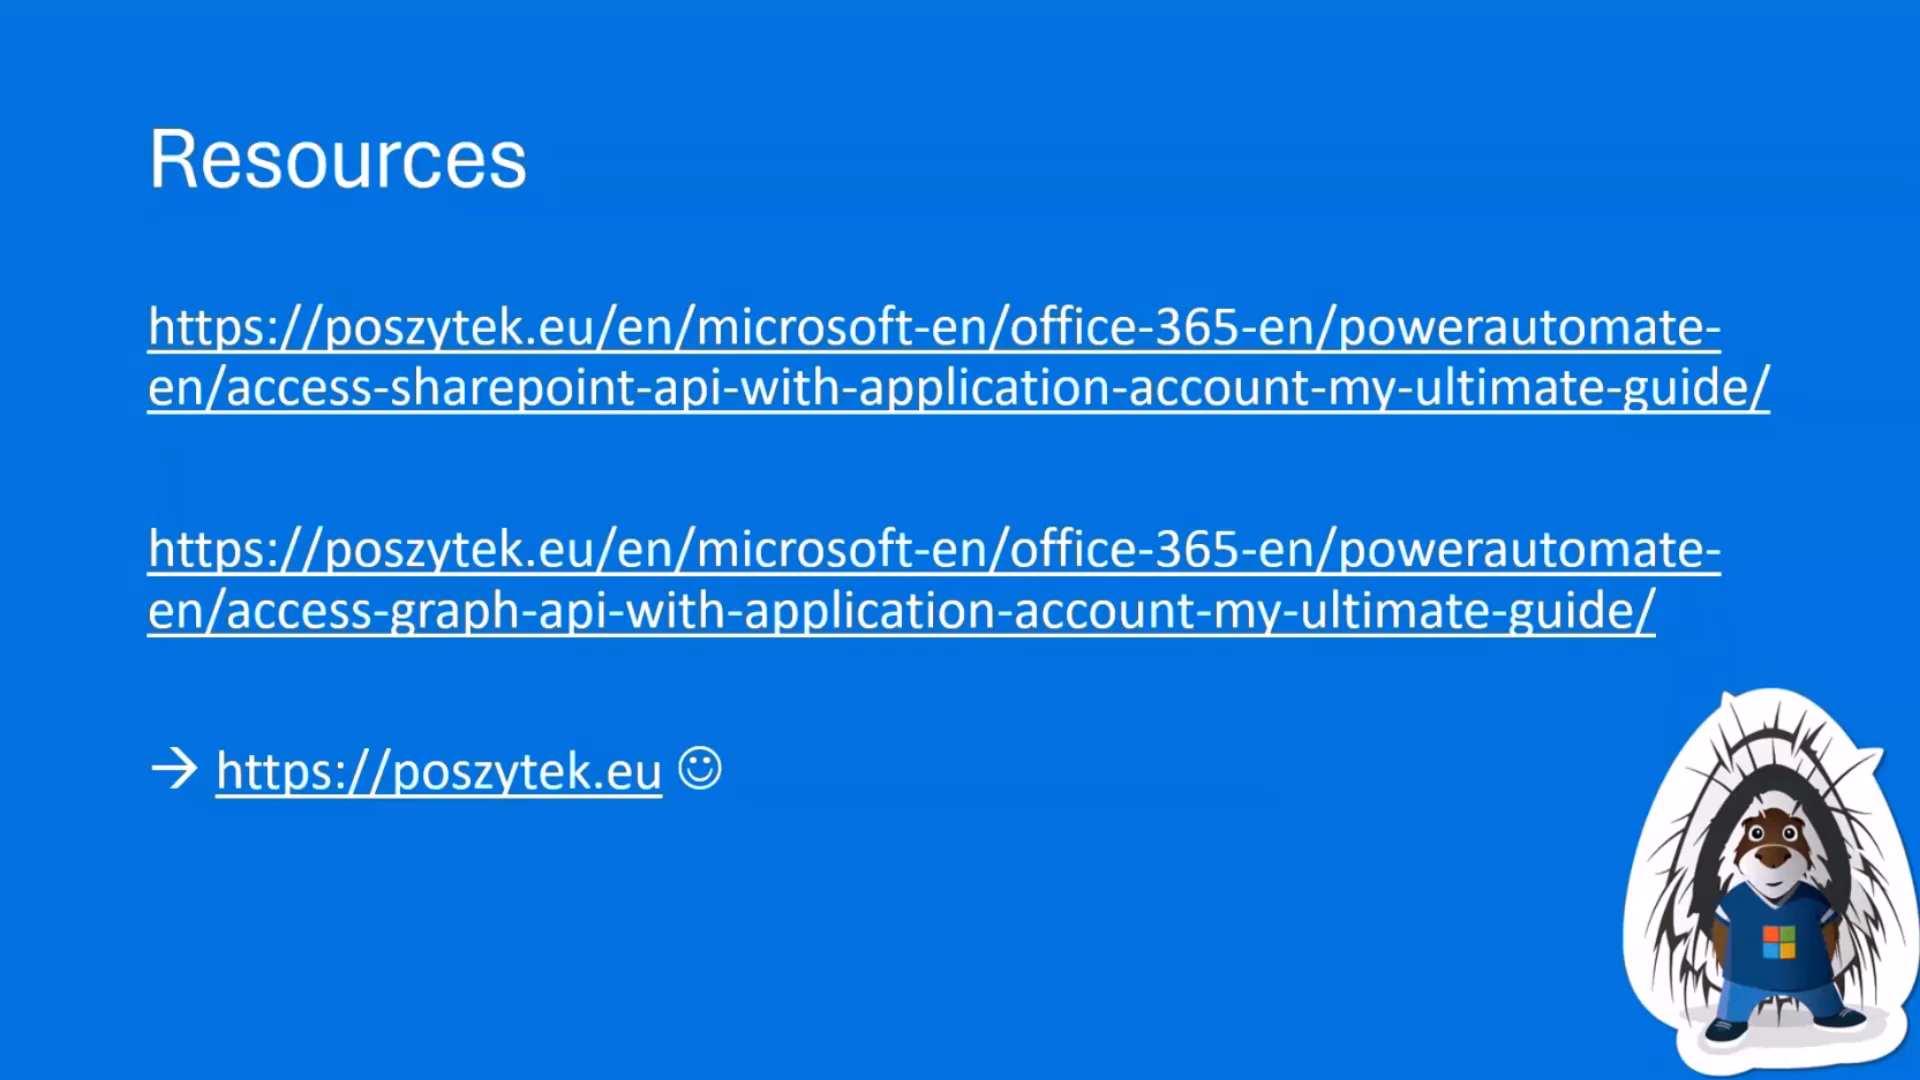 Resources
https://poszytek.eu/en/microsoft-en/office-365-en/powerautomate-
en/access-sharepoint-api-with-application-account-my-ultimate-guide/
https://poszytek.eu/en/microsoft-en/office-365-en/powerautomate-
en/access-graph-api-with-application-account-my-ultimate-guide/
→ https://poszytek.eu ☺